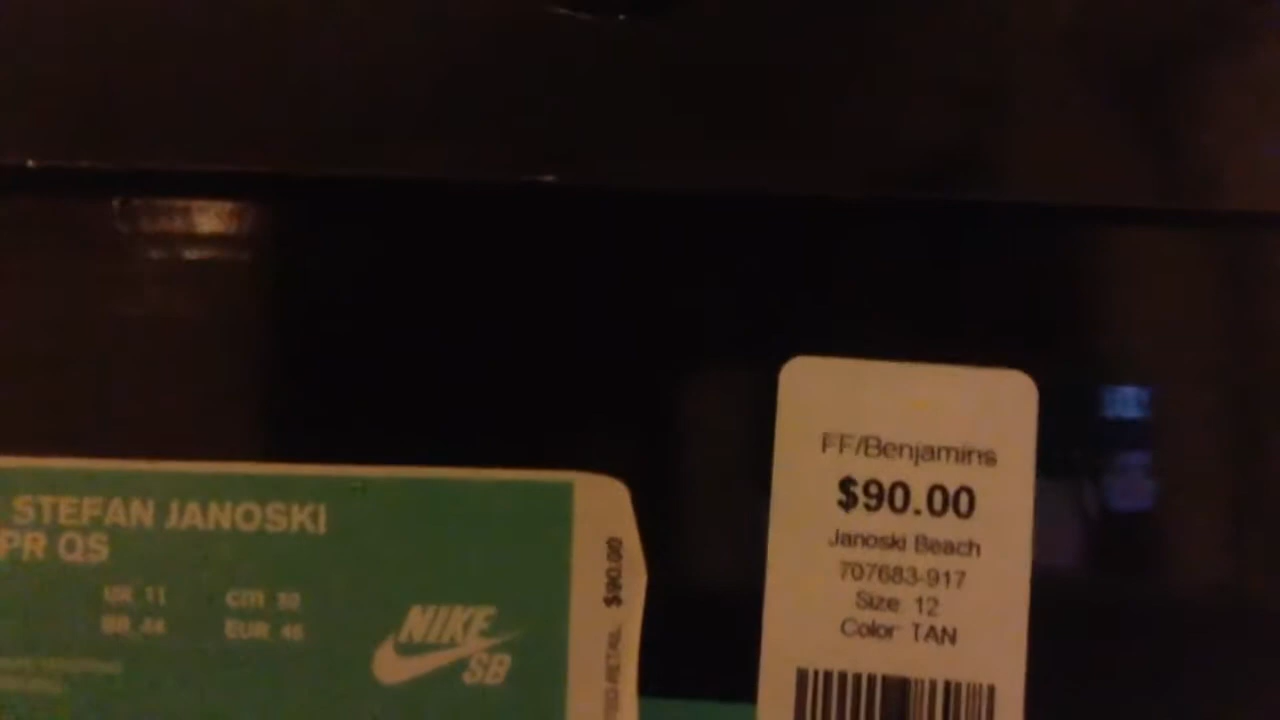 STEFAN JANOSKI
PR QS
UK 11 cm 30
BR 44 EUR 46
NIKE
SB
$90.00
FF/Benjamins
$90.00
Janoski Beach
707683-917
Size: 12
Color: TAN